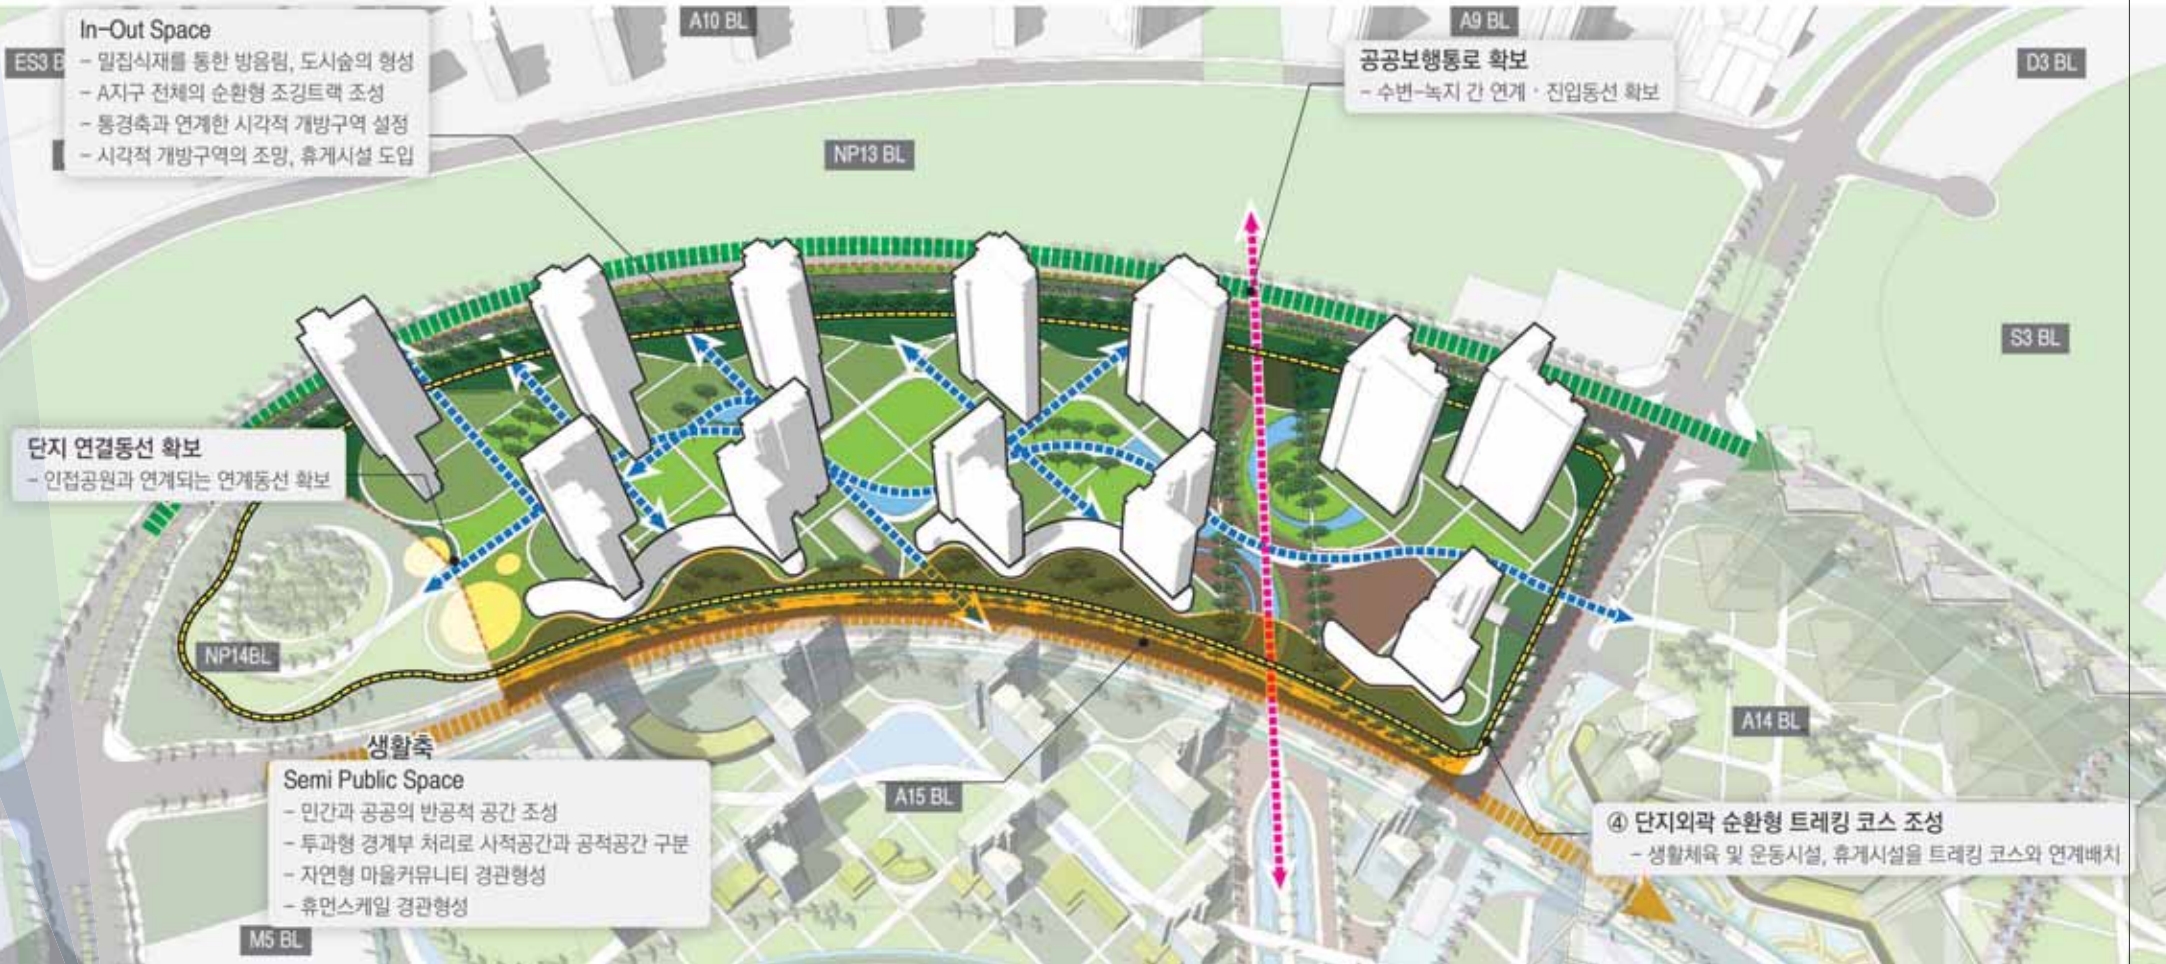 In-Out Space
- 밀집식재를 통한 방음림, 도시숲의 형성
- A지구 전체의 순환형 조깅트랙 조성
- 통경축과 연계한 시각적 개방구역 설정
- 시각적 개방구역의 조망, 휴게시설 도입
ES3
A10 BL
A9 BL
공공보행통로 확보
- 수변-녹지 간 연계 · 진입동선 확보
D3 BL
NP13 BL
S3 BL
단지 연결동선 확보
- 인접공원과 연계되는 연계동선 확보
NP14BL
생활축
Semi Public Space
- 민간과 공공의 반공적 공간 조성
- 투과형 경계부 처리로 사적공간과 공적공간 구분
- 자연형 마을커뮤니티 경관형성
- 휴먼스케일 경관형성
A15 BL
A14 BL
④ 단지외곽 순환형 트레킹 코스 조성
- 생활체육 및 운동시설, 휴게시설을 트레킹 코스와 연계배치
M5 BL